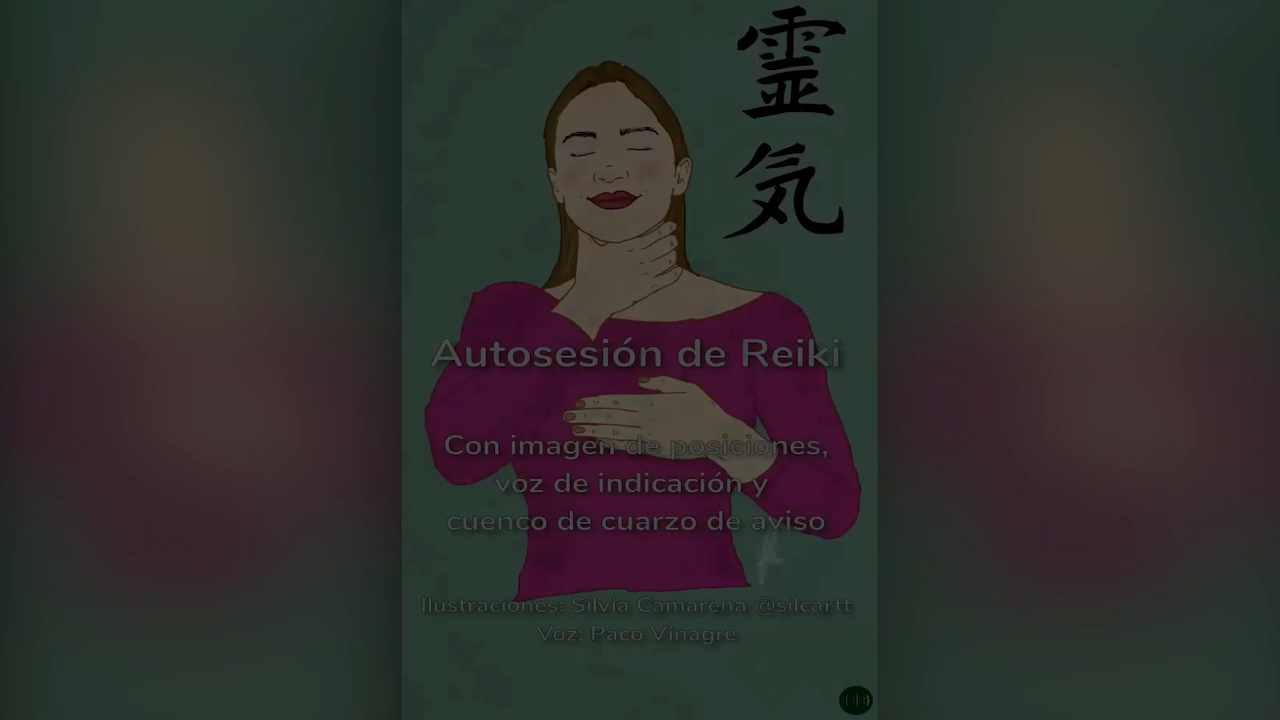 霊
気
Autosesión de Reiki
Con imagen de posiciones,
voz de indicación y
cuenco de cuarzo de aviso
Ilustraciones: Silvia Camarena @silcartt
Voz: Paco Vinagre